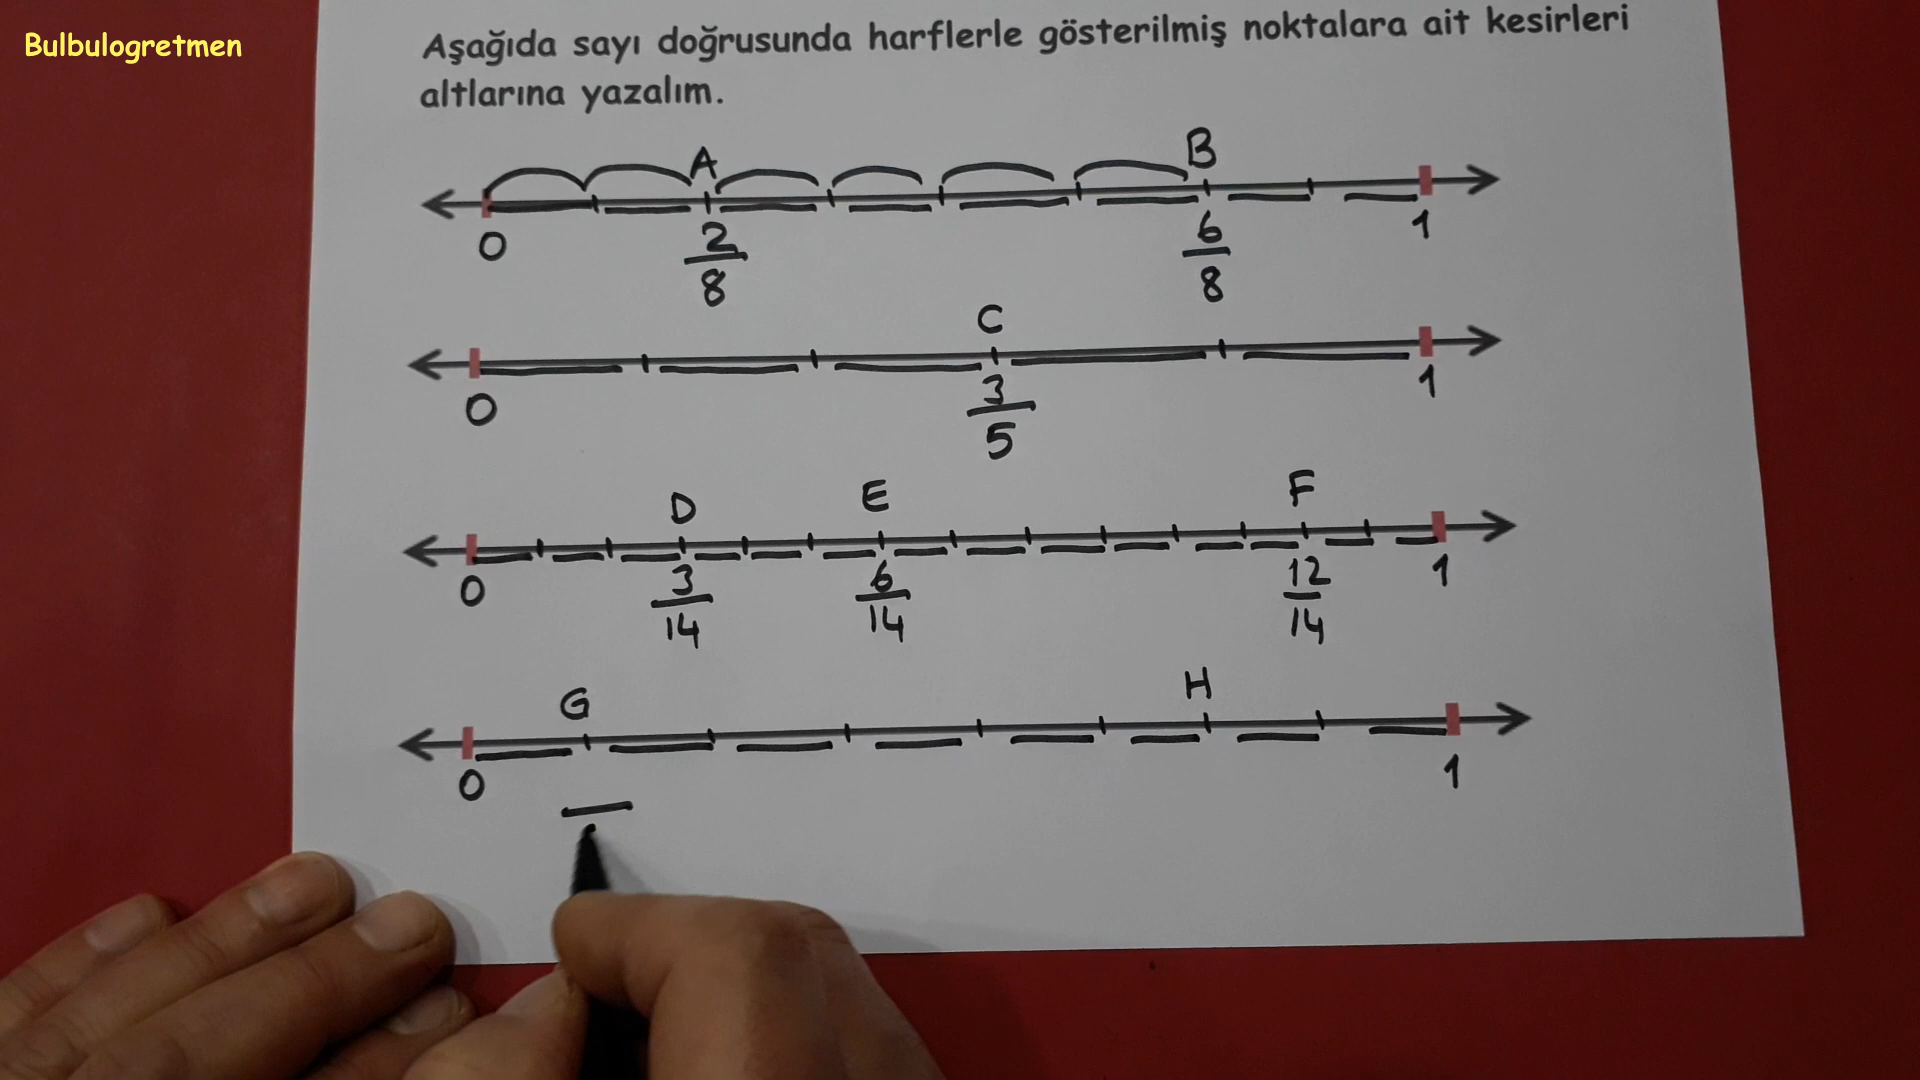 Bulbulogretmen
Aşağıda sayı doğrusunda harflerle gösterilmiş noktalara ait kesirleri
altlarına yazalım.
A B
0 2/8 6/8 1
C
0 3/5 1
D E F
0 3/14 6/14 12/14 1
G H
0 1